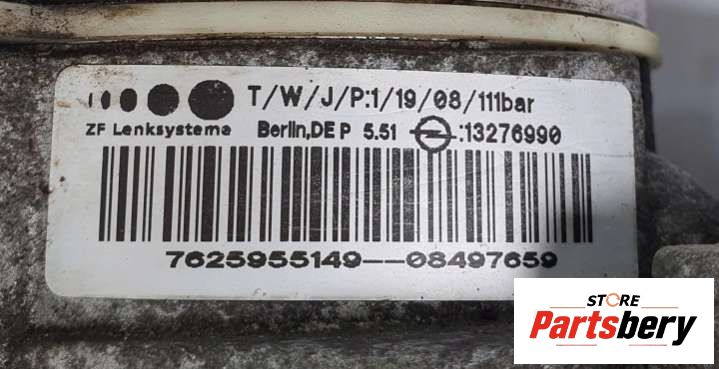 T/W/J/P:1/19/08/111bar
ZF Lenksysteme Berlin,DE P 5.51 :13276990
7625955149--08497659
STORE
Partsbery